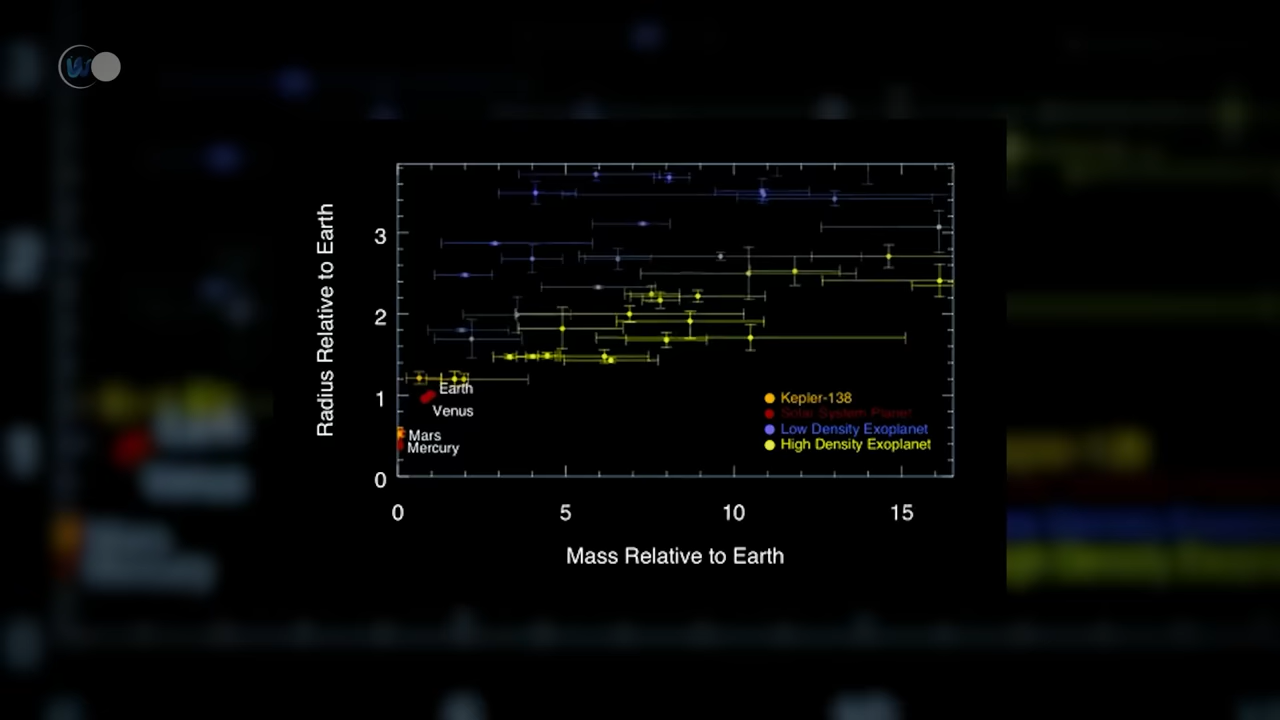 W
3
2
1
0
Radius Relative to Earth
Earth
Venus
Mars
Mercury
Kepler-138
Solar System Planet
Low Density Exoplanet
High Density Exoplanet
0 5 10 15
Mass Relative to Earth